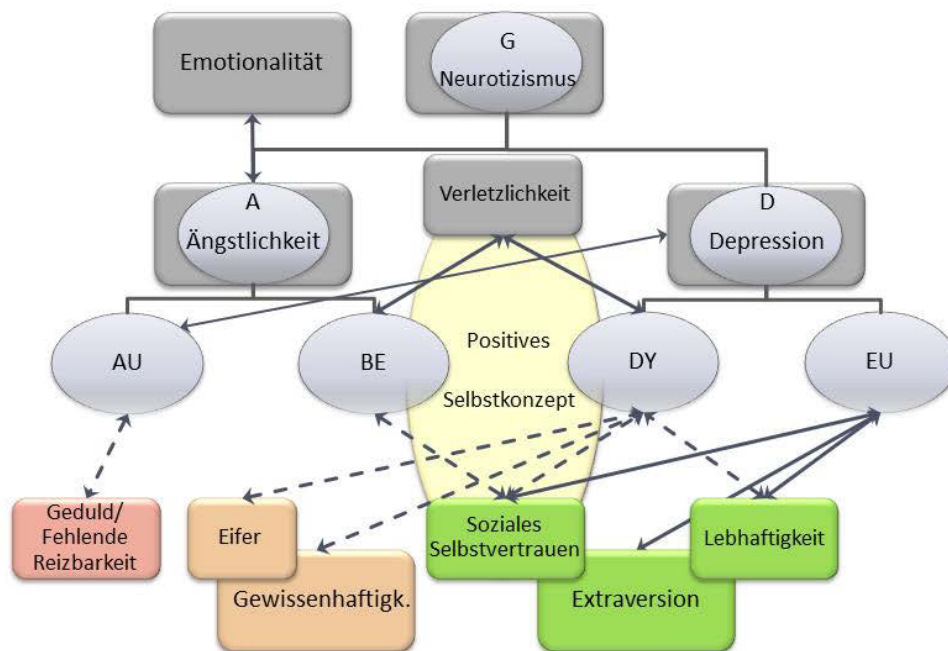 Emotionalität
G
Neurotizismus
Verletzlichkeit
A
Ängstlichkeit
D
Depression
AU
BE
Positives
Selbstkonzept
DY
EU
Geduld/
Fehlende
Reizbarkeit
Eifer
Gewissenhaftigk.
Soziales
Selbstvertrauen
Extraversion
Lebhaftigkeit